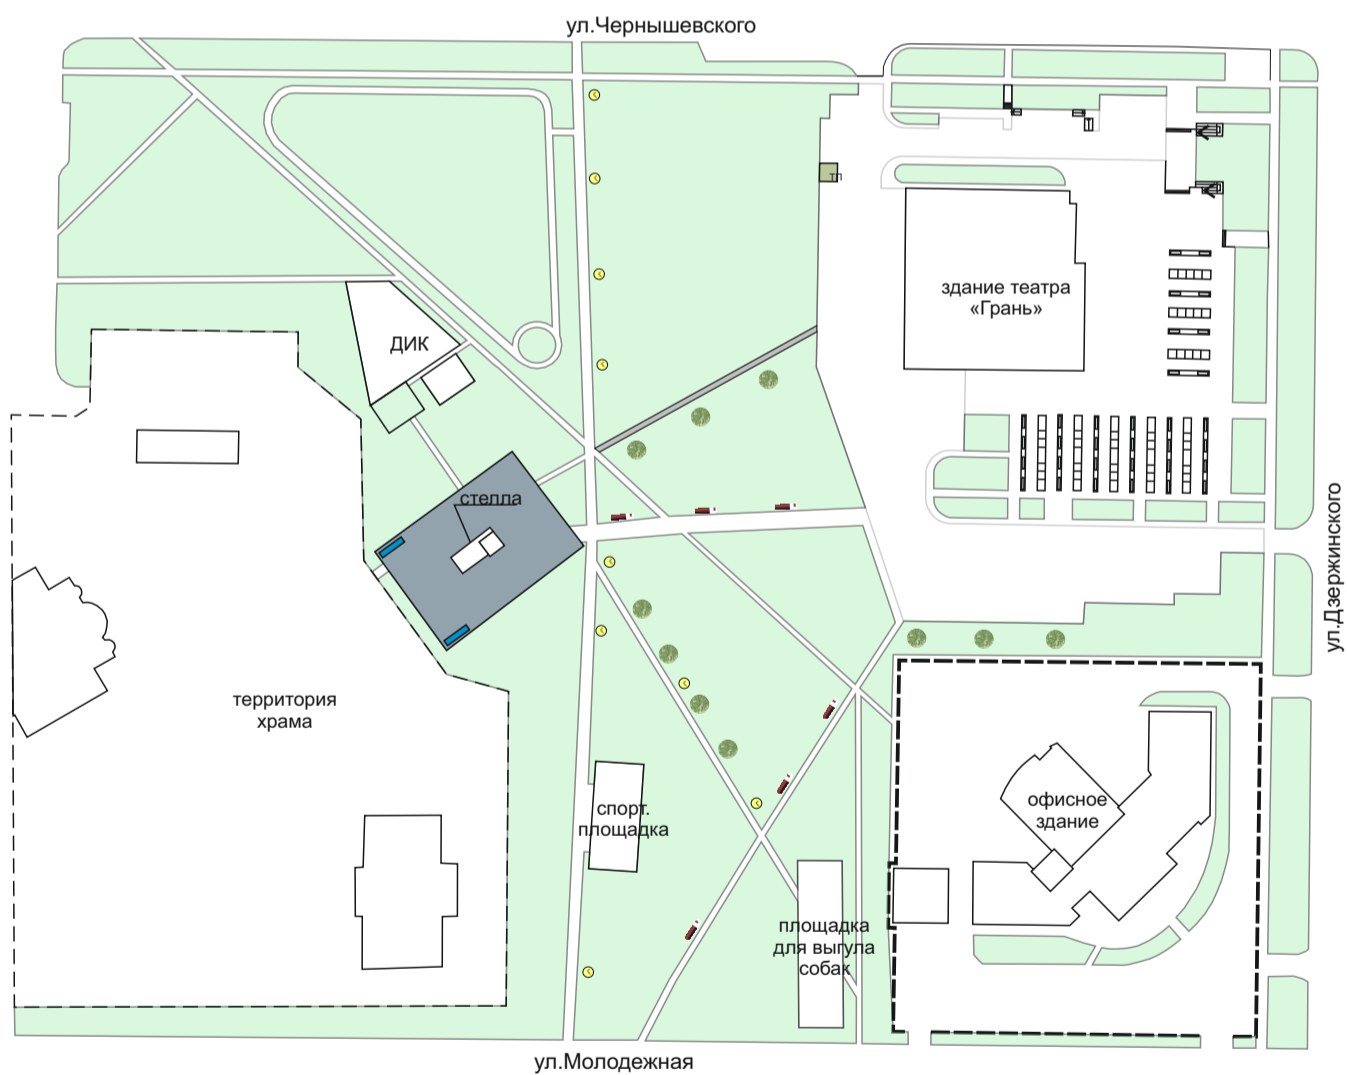 ул.Чернышевского
ТП
здание театра
«Грань»
ДИК
стелла
ул.Дзержинского
территория
храма
офисное
здание
спорт.
площадка
площадка
для выгула
собак
ул.Молодежная